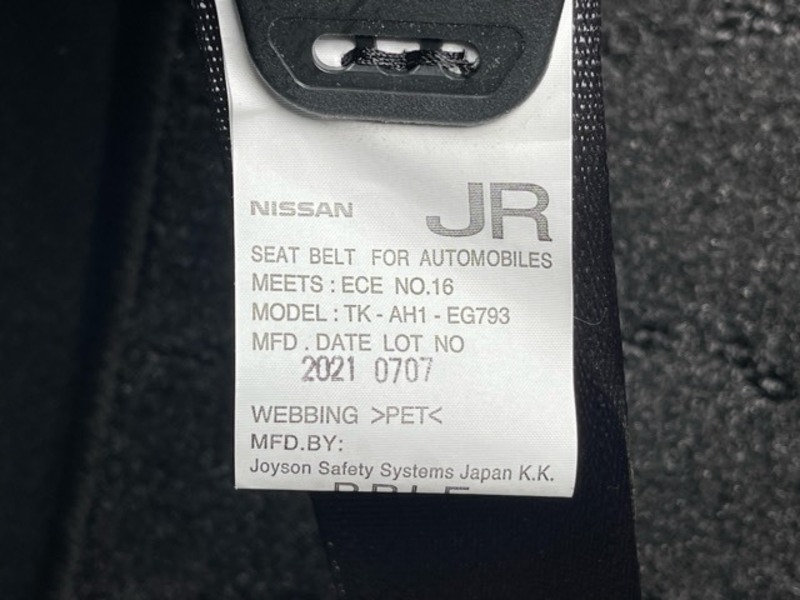 NISSAN JR
SEAT BELT FOR AUTOMOBILES
MEETS : ECE NO.16
MODEL : TK - AH1 - EG793
MFD . DATE LOT NO
2021 0707
WEBBING >PET<
MFD.BY:
Joyson Safety Systems Japan K.K.